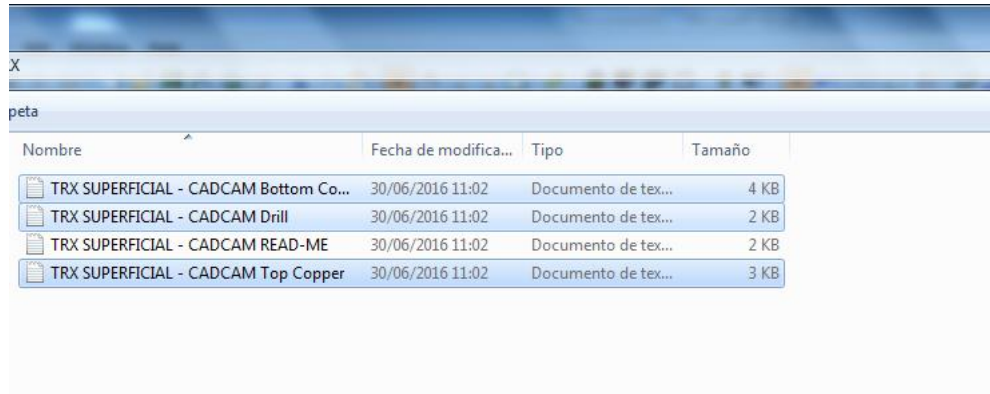 X
peta
Nombre Fecha de modifica... Tipo Tamaño
TRX SUPERFICIAL - CADCAM Bottom Co... 30/06/2016 11:02 Documento de tex... 4 KB
TRX SUPERFICIAL - CADCAM Drill 30/06/2016 11:02 Documento de tex... 2 KB
TRX SUPERFICIAL - CADCAM READ-ME 30/06/2016 11:02 Documento de tex... 2 KB
TRX SUPERFICIAL - CADCAM Top Copper 30/06/2016 11:02 Documento de tex... 3 KB